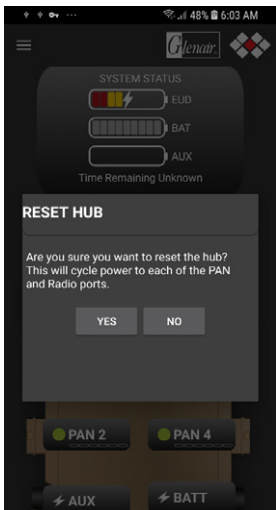 48% 6:03 AM
Glenair.
SYSTEM STATUS
EUD
BAT
AUX
Time Remaining Unknown
RESET HUB
Are you sure you want to reset the hub?
This will cycle power to each of the PAN
and Radio ports.
YES NO
PAN 2 PAN 4
AUX BATT